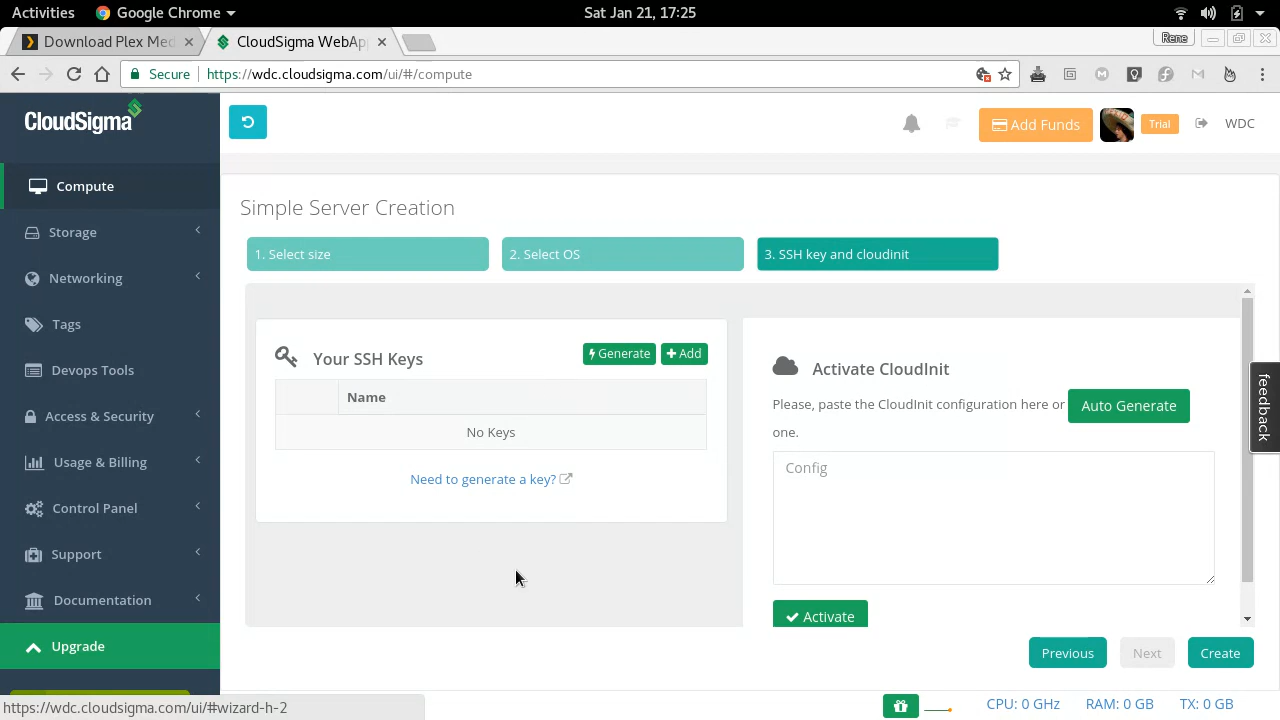 Activities
Google Chrome
Sat Jan 21, 17:25
Download Plex Med
CloudSigma WebAp
Rene
Secure
https://wdc.cloudsigma.com/ui/#/compute
CloudSigma
Add Funds
Trial
WDC
Compute
Storage
Networking
Tags
Devops Tools
Access & Security
Usage & Billing
Control Panel
Support
Documentation
Upgrade
Simple Server Creation
1. Select size
2. Select OS
3. SSH key and cloudinit
Your SSH Keys
Generate
Add
Name
No Keys
Need to generate a key?
Activate CloudInit
Please, paste the CloudInit configuration here or
Auto Generate
one.
Config
Activate
feedback
Previous
Next
Create
https://wdc.cloudsigma.com/ui/#wizard-h-2
CPU: 0 GHz
RAM: 0 GB
TX: 0 GB